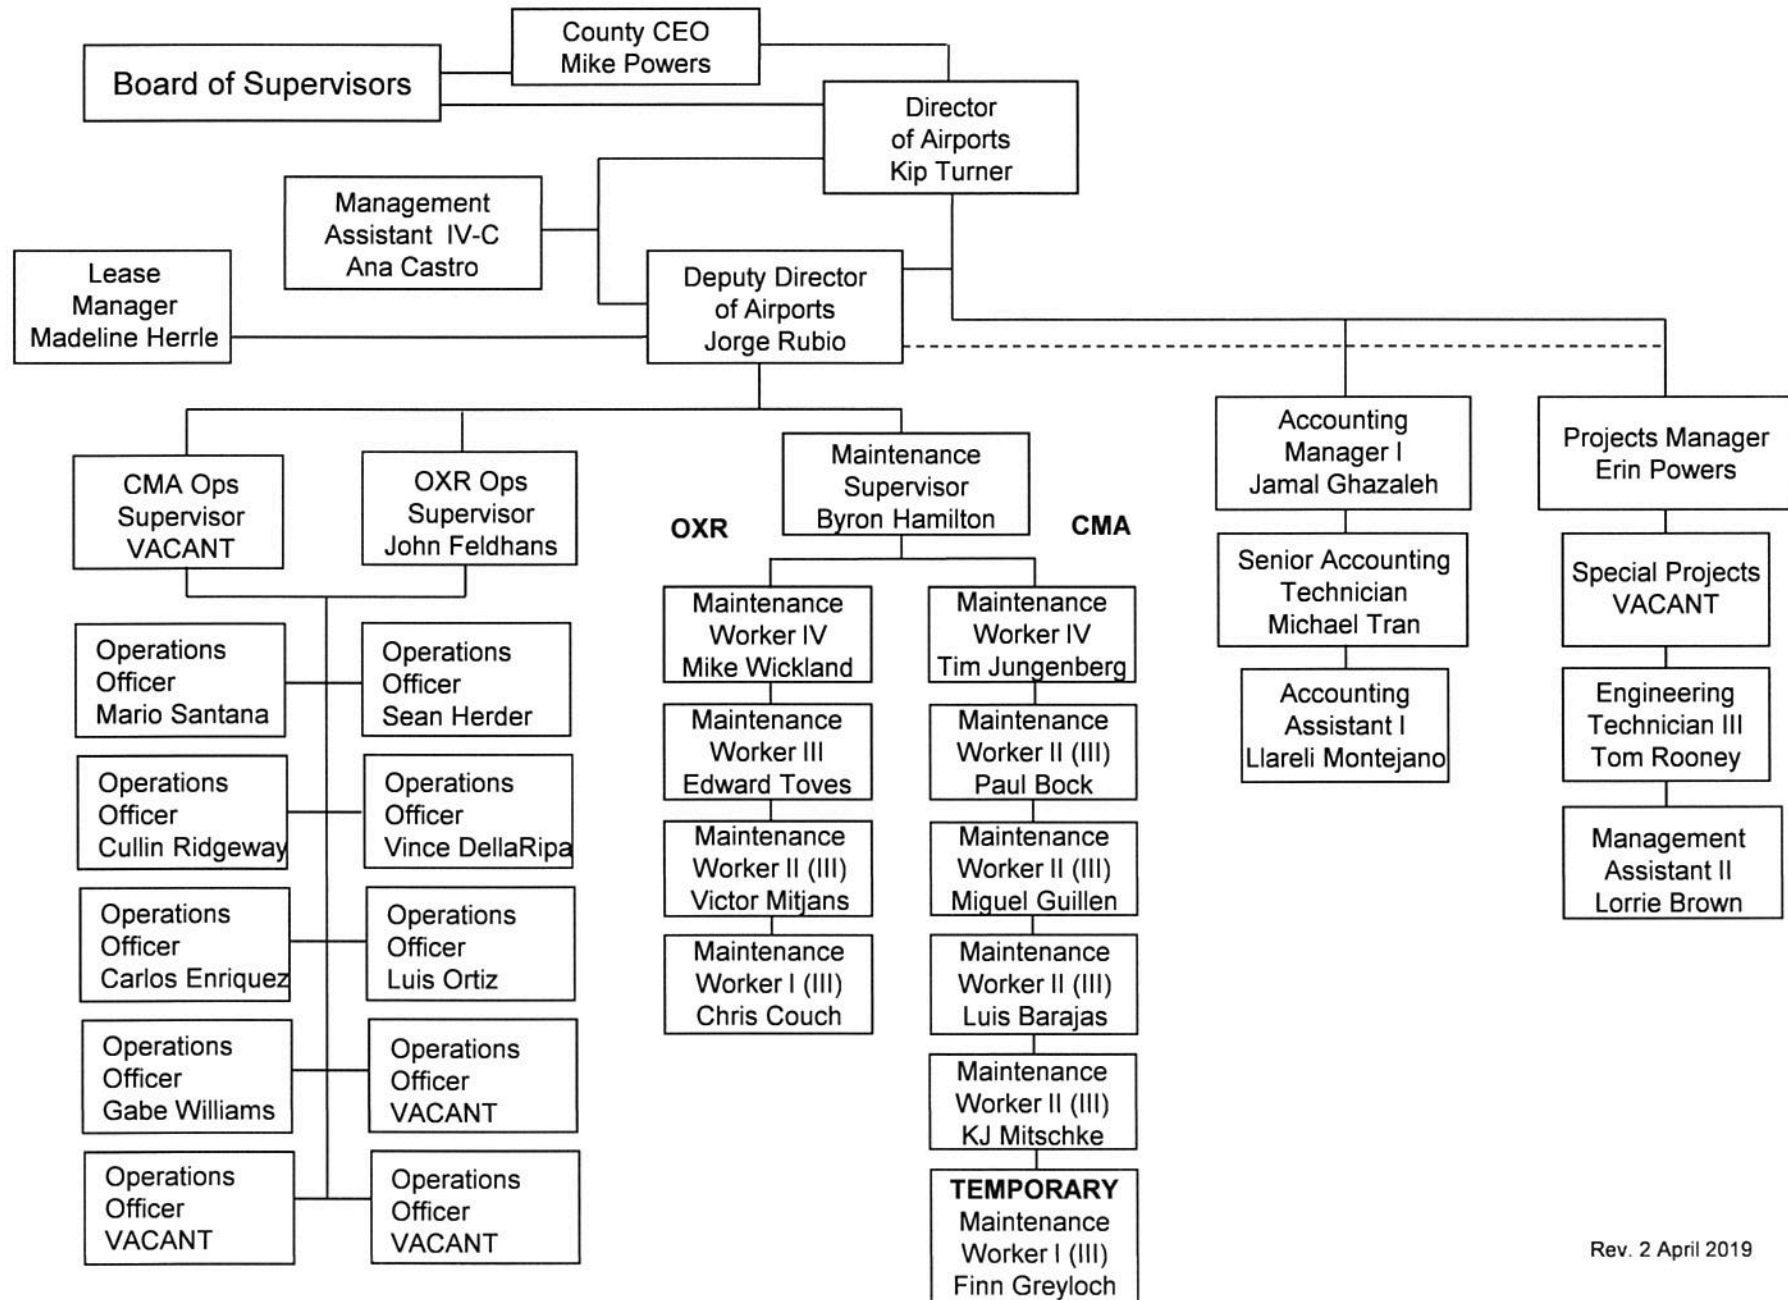 County CEO
Mike Powers
Board of Supervisors
Director
of Airports
Kip Turner
Management
Assistant IV-C
Ana Castro
Lease
Manager
Madeline Herrle
Deputy Director
of Airports
Jorge Rubio
CMA Ops
Supervisor
VACANT
OXR Ops
Supervisor
John Feldhans
Maintenance
Supervisor
Byron Hamilton
Accounting
Manager I
Jamal Ghazaleh
Projects Manager
Erin Powers
OXR
CMA
Senior Accounting
Technician
Michael Tran
Special Projects
VACANT
Accounting
Assistant I
Llareli Montejano
Engineering
Technician III
Tom Rooney
Management
Assistant II
Lorrie Brown
Operations
Officer
Mario Santana
Operations
Officer
Sean Herder
Operations
Officer
Cullin Ridgeway
Operations
Officer
Vince DellaRipa
Operations
Officer
Carlos Enriquez
Operations
Officer
Luis Ortiz
Operations
Officer
Gabe Williams
Operations
Officer
VACANT
Operations
Officer
VACANT
Operations
Officer
VACANT
Maintenance
Worker IV
Mike Wickland
Maintenance
Worker III
Edward Toves
Maintenance
Worker II (III)
Victor Mitjans
Maintenance
Worker I (III)
Chris Couch
Maintenance
Worker IV
Tim Jungenberg
Maintenance
Worker II (III)
Paul Bock
Maintenance
Worker II (III)
Miguel Guillen
Maintenance
Worker II (III)
Luis Barajas
Maintenance
Worker II (III)
KJ Mitschke
TEMPORARY
Maintenance
Worker I (III)
Finn Greyloch
Rev. 2 April 2019